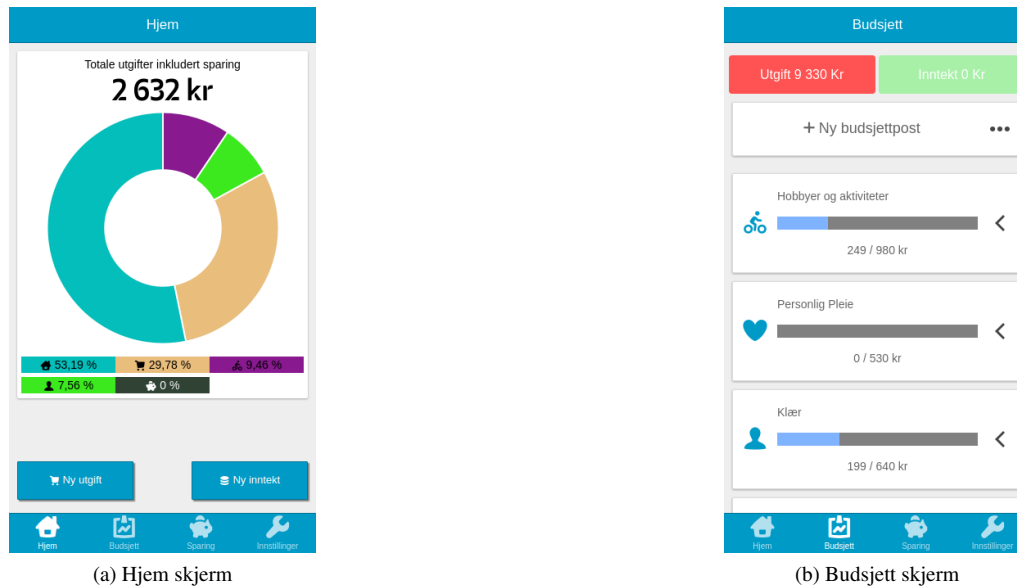 Hjem
Totale utgifter inkludert sparing
2 632 kr
53,19 %
29,78 %
9,46 %
7,56 %
0 %
Ny utgift
Ny inntekt
Hjem
Budsjett
Sparing
Innstillinger
(a) Hjem skjerm
Budsjett
Utgift 9 330 Kr
Inntekt 0 Kr
+ Ny budsjettpost
Hobbyer og aktiviteter
249 / 980 kr
Personlig Pleie
0 / 530 kr
Klær
199 / 640 kr
Hjem
Budsjett
Sparing
Innstillinger
(b) Budsjett skjerm